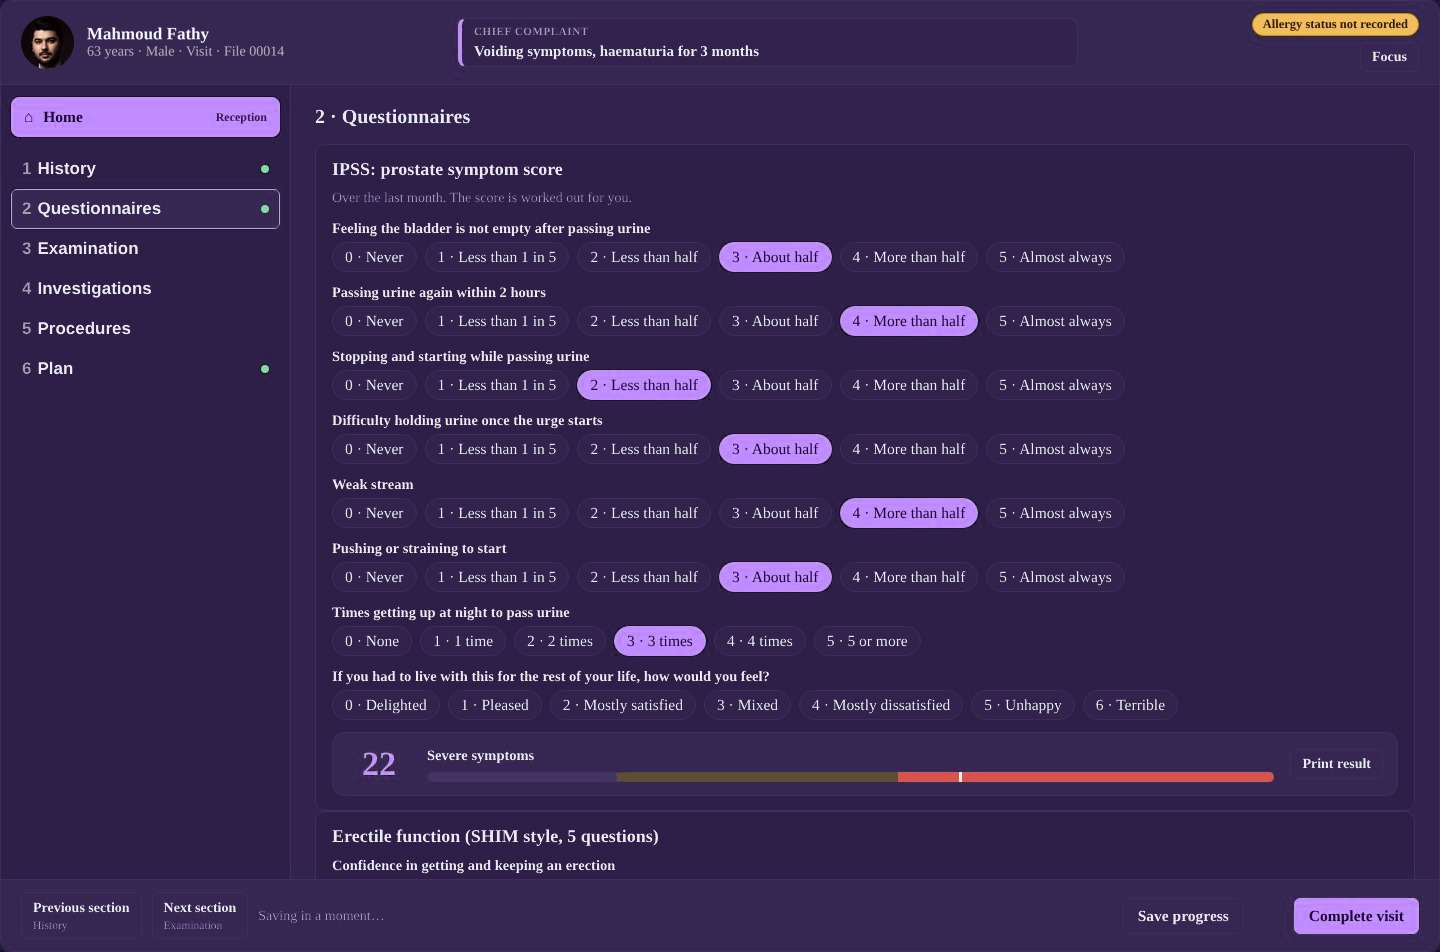 Mahmoud Fathy
63 years · Male · Visit · File 00014
CHIEF COMPLAINT
Voiding symptoms, haematuria for 3 months
Allergy status not recorded
Focus
Home Reception
1 History
2 Questionnaires
3 Examination
4 Investigations
5 Procedures
6 Plan
2 · Questionnaires
IPSS: prostate symptom score
Over the last month. The score is worked out for you.
Feeling the bladder is not empty after passing urine
0 · Never 1 · Less than 1 in 5 2 · Less than half 3 · About half 4 · More than half 5 · Almost always
Passing urine again within 2 hours
0 · Never 1 · Less than 1 in 5 2 · Less than half 3 · About half 4 · More than half 5 · Almost always
Stopping and starting while passing urine
0 · Never 1 · Less than 1 in 5 2 · Less than half 3 · About half 4 · More than half 5 · Almost always
Difficulty holding urine once the urge starts
0 · Never 1 · Less than 1 in 5 2 · Less than half 3 · About half 4 · More than half 5 · Almost always
Weak stream
0 · Never 1 · Less than 1 in 5 2 · Less than half 3 · About half 4 · More than half 5 · Almost always
Pushing or straining to start
0 · Never 1 · Less than 1 in 5 2 · Less than half 3 · About half 4 · More than half 5 · Almost always
Times getting up at night to pass urine
0 · None 1 · 1 time 2 · 2 times 3 · 3 times 4 · 4 times 5 · 5 or more
If you had to live with this for the rest of your life, how would you feel?
0 · Delighted 1 · Pleased 2 · Mostly satisfied 3 · Mixed 4 · Mostly dissatisfied 5 · Unhappy 6 · Terrible
22 Severe symptoms Print result
Erectile function (SHIM style, 5 questions)
Confidence in getting and keeping an erection
Previous section
History
Next section
Examination
Saving in a moment…
Save progress
Complete visit